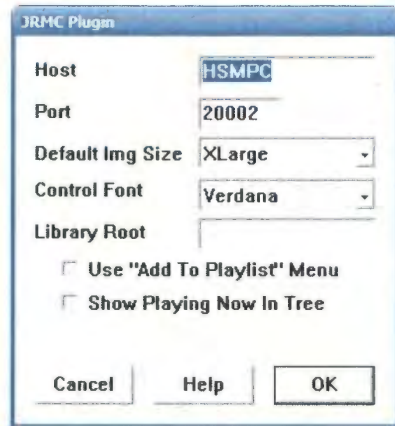 JRMC Plugin
Host HSMPC
Port 20002
Default Img Size XLarge
Control Font Verdana
Library Root
Use "Add To Playlist" Menu
Show Playing Now In Tree
Cancel Help OK